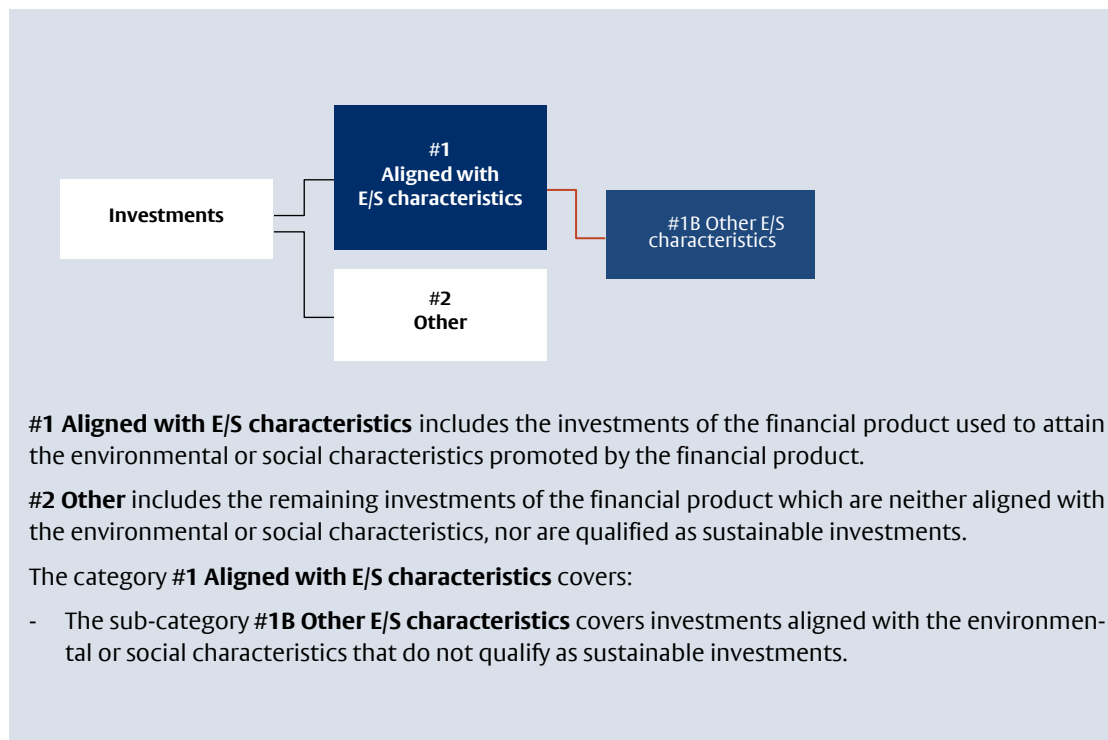 #1
Aligned with
E/S characteristics
Investments
#1B Other E/S
characteristics
#2
Other
#1 Aligned with E/S characteristics includes the investments of the financial product used to attain
the environmental or social characteristics promoted by the financial product.
#2 Other includes the remaining investments of the financial product which are neither aligned with
the environmental or social characteristics, nor are qualified as sustainable investments.
The category #1 Aligned with E/S characteristics covers:
- The sub-category #1B Other E/S characteristics covers investments aligned with the environmen-
tal or social characteristics that do not qualify as sustainable investments.